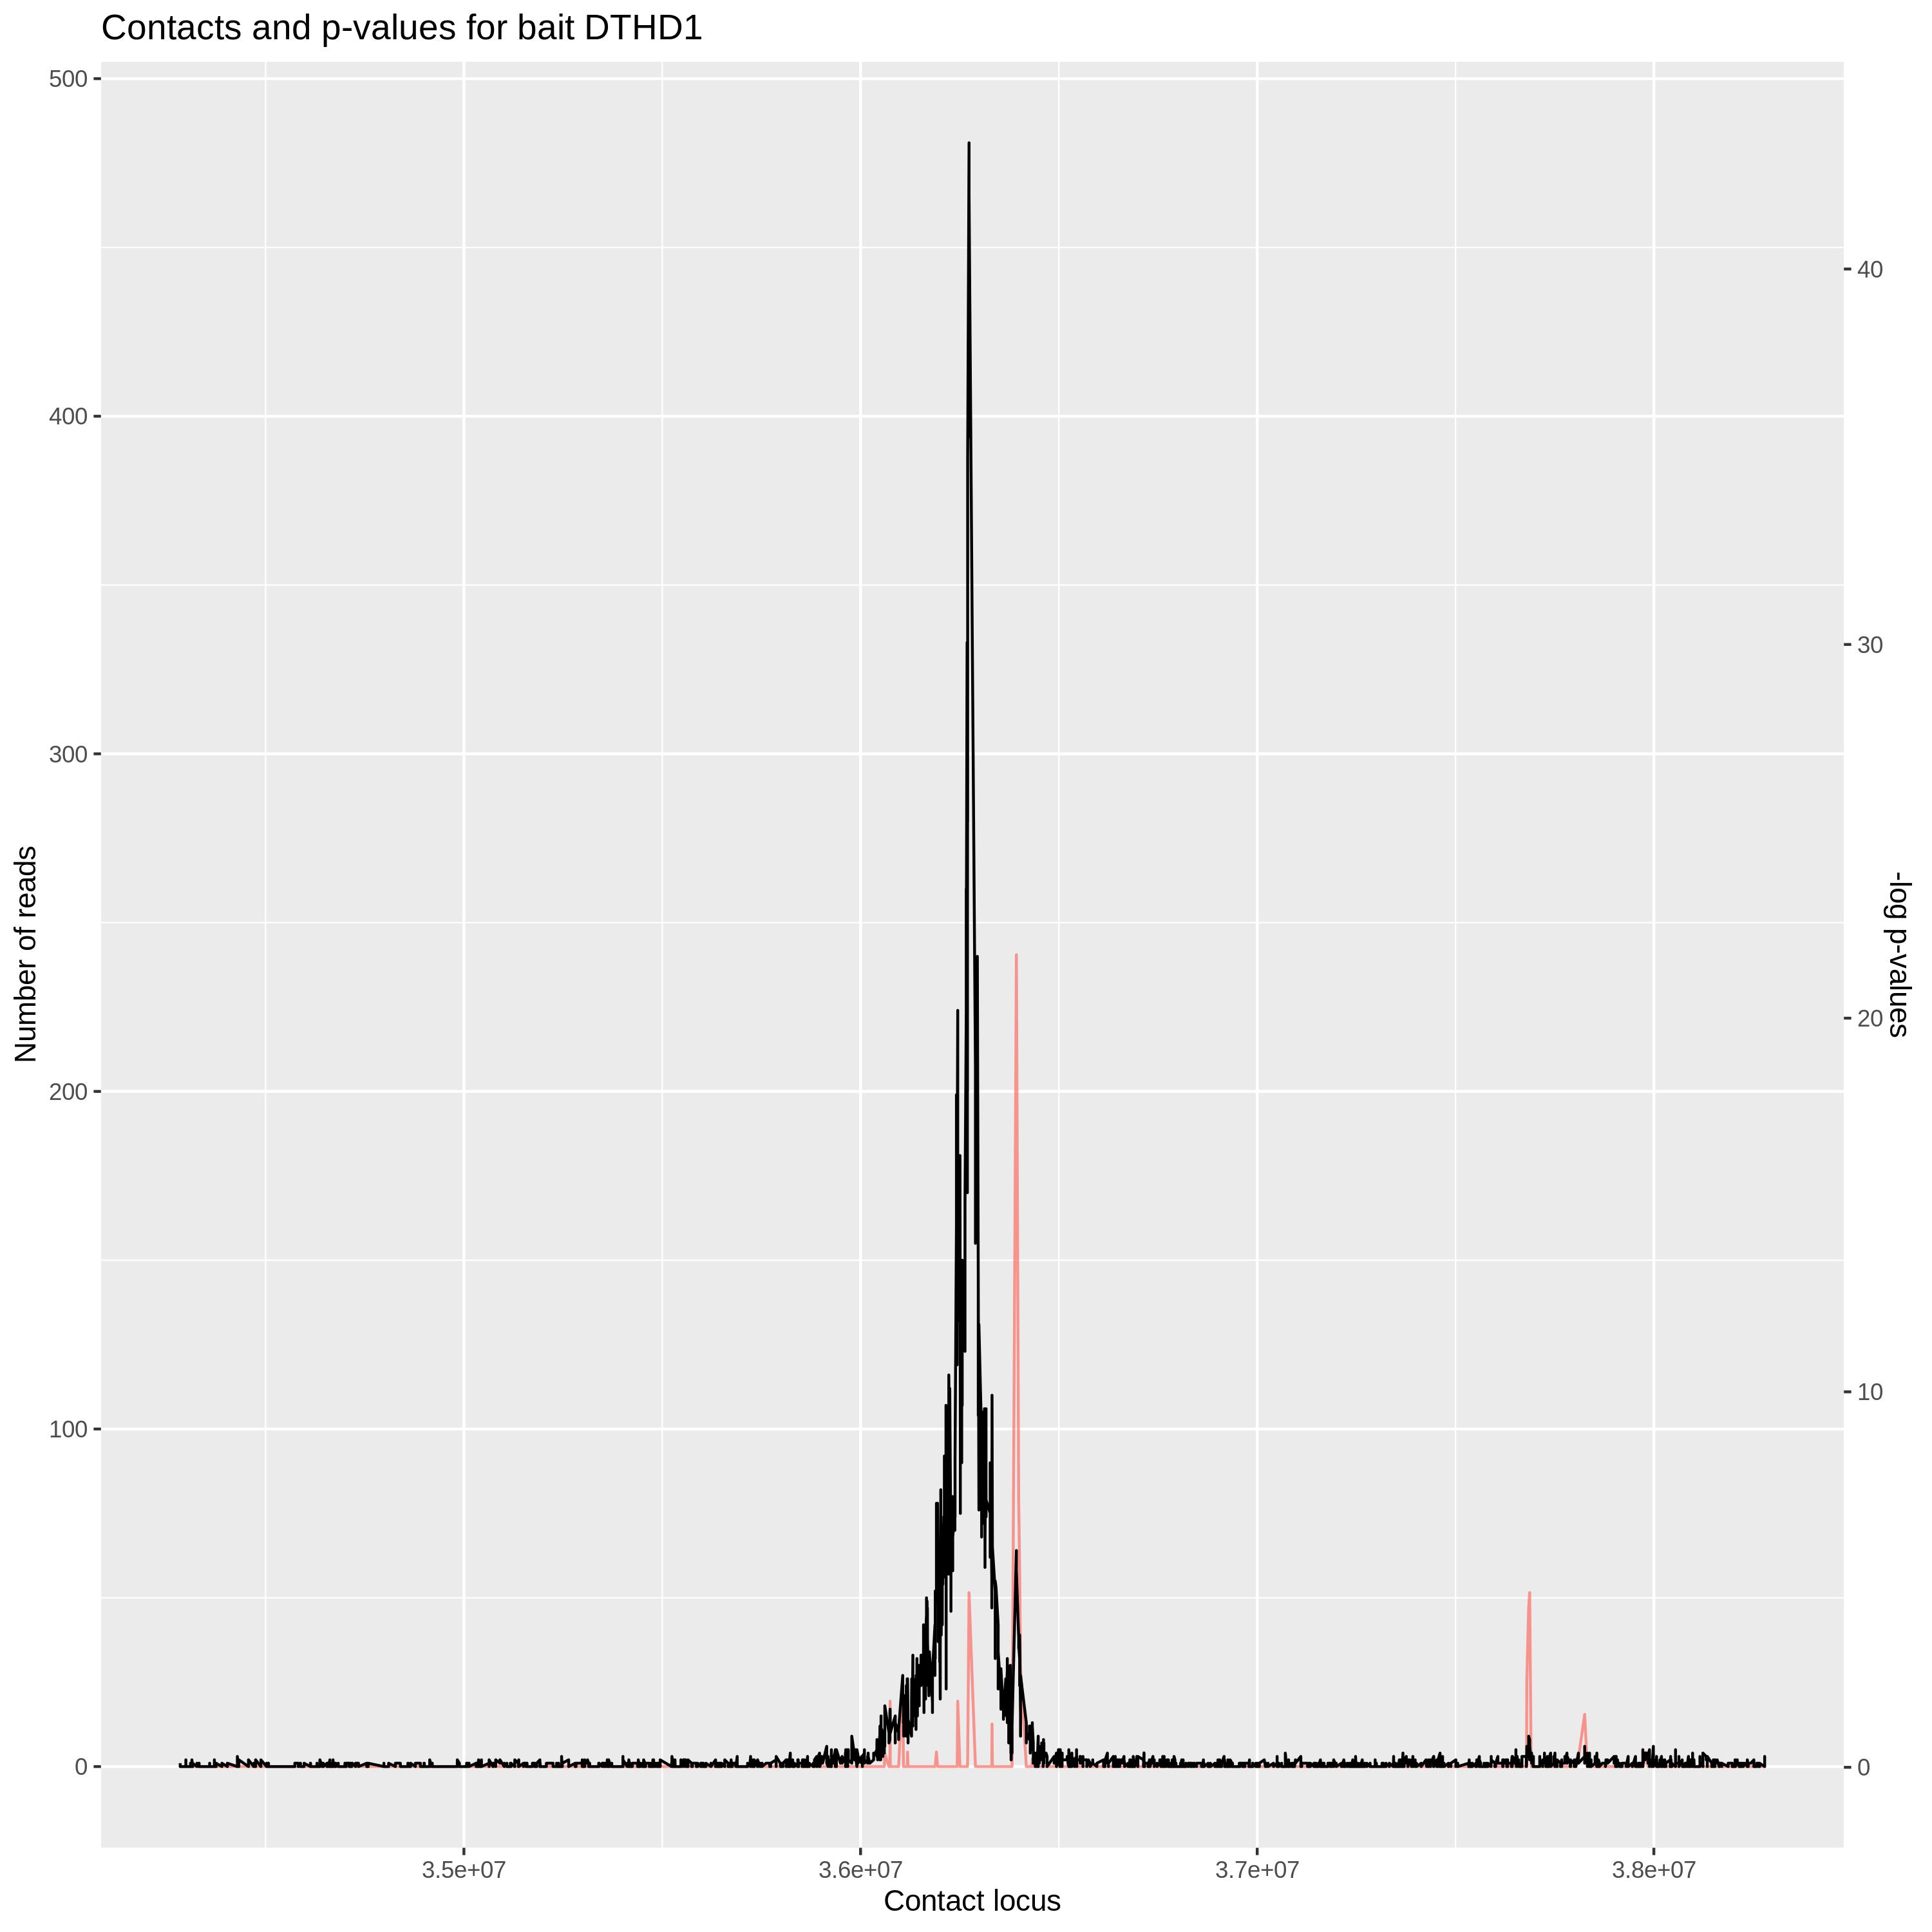 Contacts and p-values for bait DTHD1
500
400
300
200
100
0
Number of reads
40
30
20
10
0
-log p-values
3.5e+07 3.6e+07 3.7e+07 3.8e+07
Contact locus